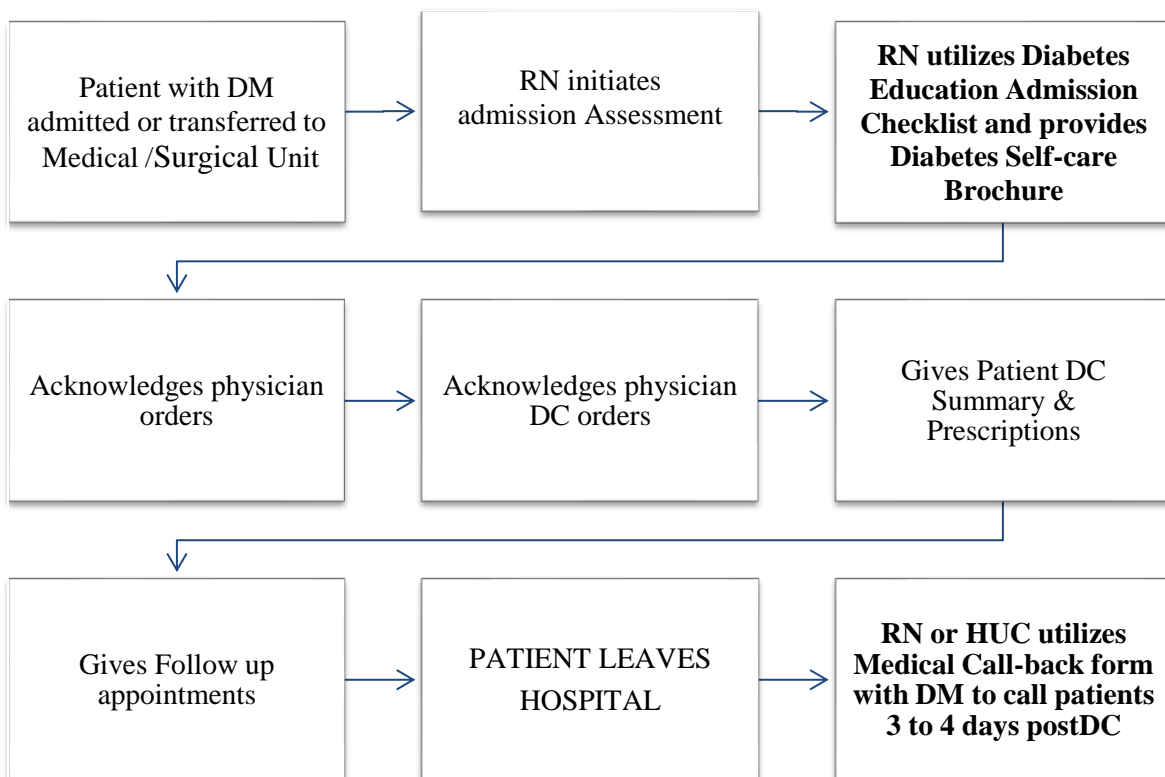 Patient with DM
admitted or transferred to
Medical /Surgical Unit
RN initiates
admission Assessment
RN utilizes Diabetes
Education Admission
Checklist and provides
Diabetes Self-care
Brochure
Acknowledges physician
orders
Acknowledges physician
DC orders
Gives Patient DC
Summary &
Prescriptions
Gives Follow up
appointments
PATIENT LEAVES
HOSPITAL
RN or HUC utilizes
Medical Call-back form
with DM to call patients
3 to 4 days postDC